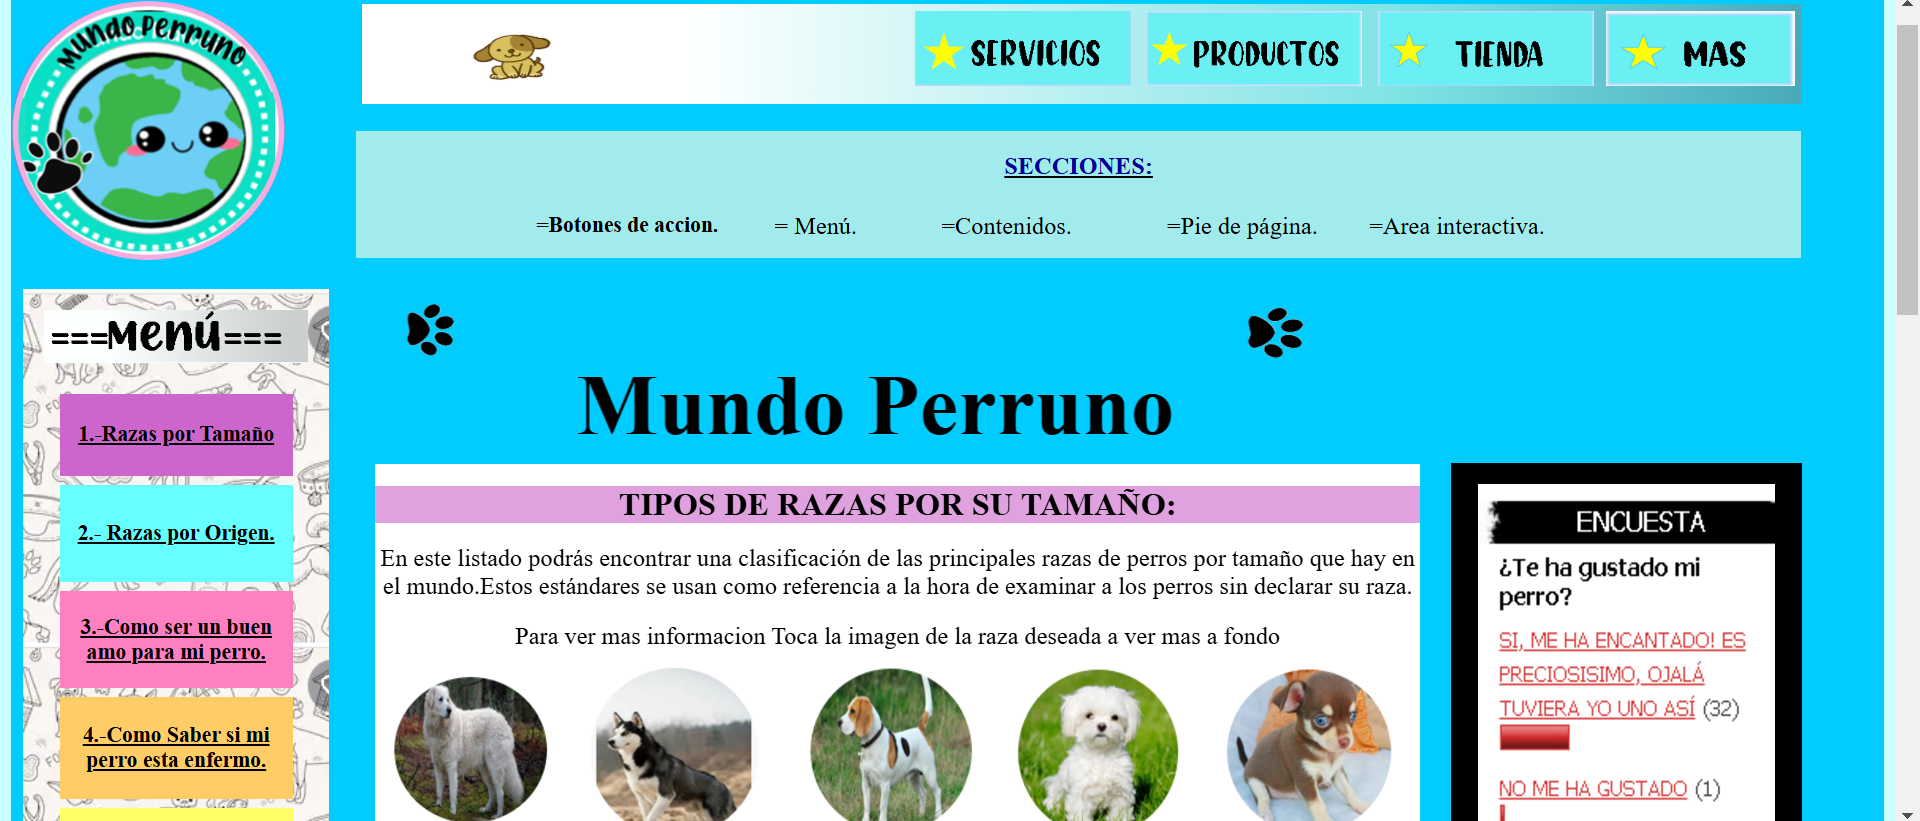 Mundo Perruno
SERVICIOS
PRODUCTOS
TIENDA
MAS
SECCIONES:
=Botones de accion.
= Menú.
=Contenidos.
=Pie de página.
=Area interactiva.
===Menú===
1.-Razas por Tamaño
2.- Razas por Origen.
3.-Como ser un buen
amo para mi perro.
4.-Como Saber si mi
perro esta enfermo.
Mundo Perruno
TIPOS DE RAZAS POR SU TAMAÑO:
En este listado podrás encontrar una clasificación de las principales razas de perros por tamaño que hay en
el mundo.Estos estándares se usan como referencia a la hora de examinar a los perros sin declarar su raza.
Para ver mas informacion Toca la imagen de la raza deseada a ver mas a fondo
ENCUESTA
¿Te ha gustado mi
perro?
SI, ME HA ENCANTADO! ES
PRECIOSISIMO, OJALÁ
TUVIERA YO UNO ASÍ (32)
NO ME HA GUSTADO (1)